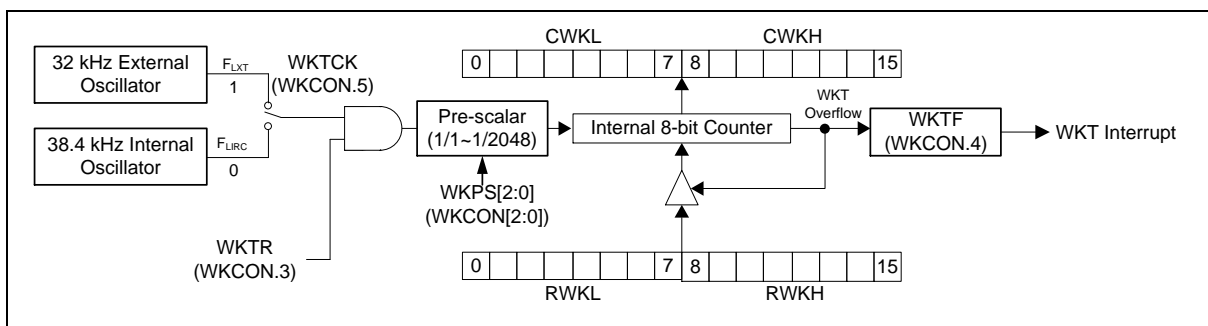 CWKL CWKH
0 7 8 15
32 kHz External
Oscillator
FLXT
1
WKTCK
(WKCON.5)
38.4 kHz Internal
Oscillator
FLIRC
0
Pre-scalar
(1/1~1/2048)
Internal 8-bit Counter
WKT
Overflow
WKTF
(WKCON.4)
WKT Interrupt
WKPS[2:0]
(WKCON[2:0])
WKTR
(WKCON.3)
0 7 8 15
RWKL RWKH